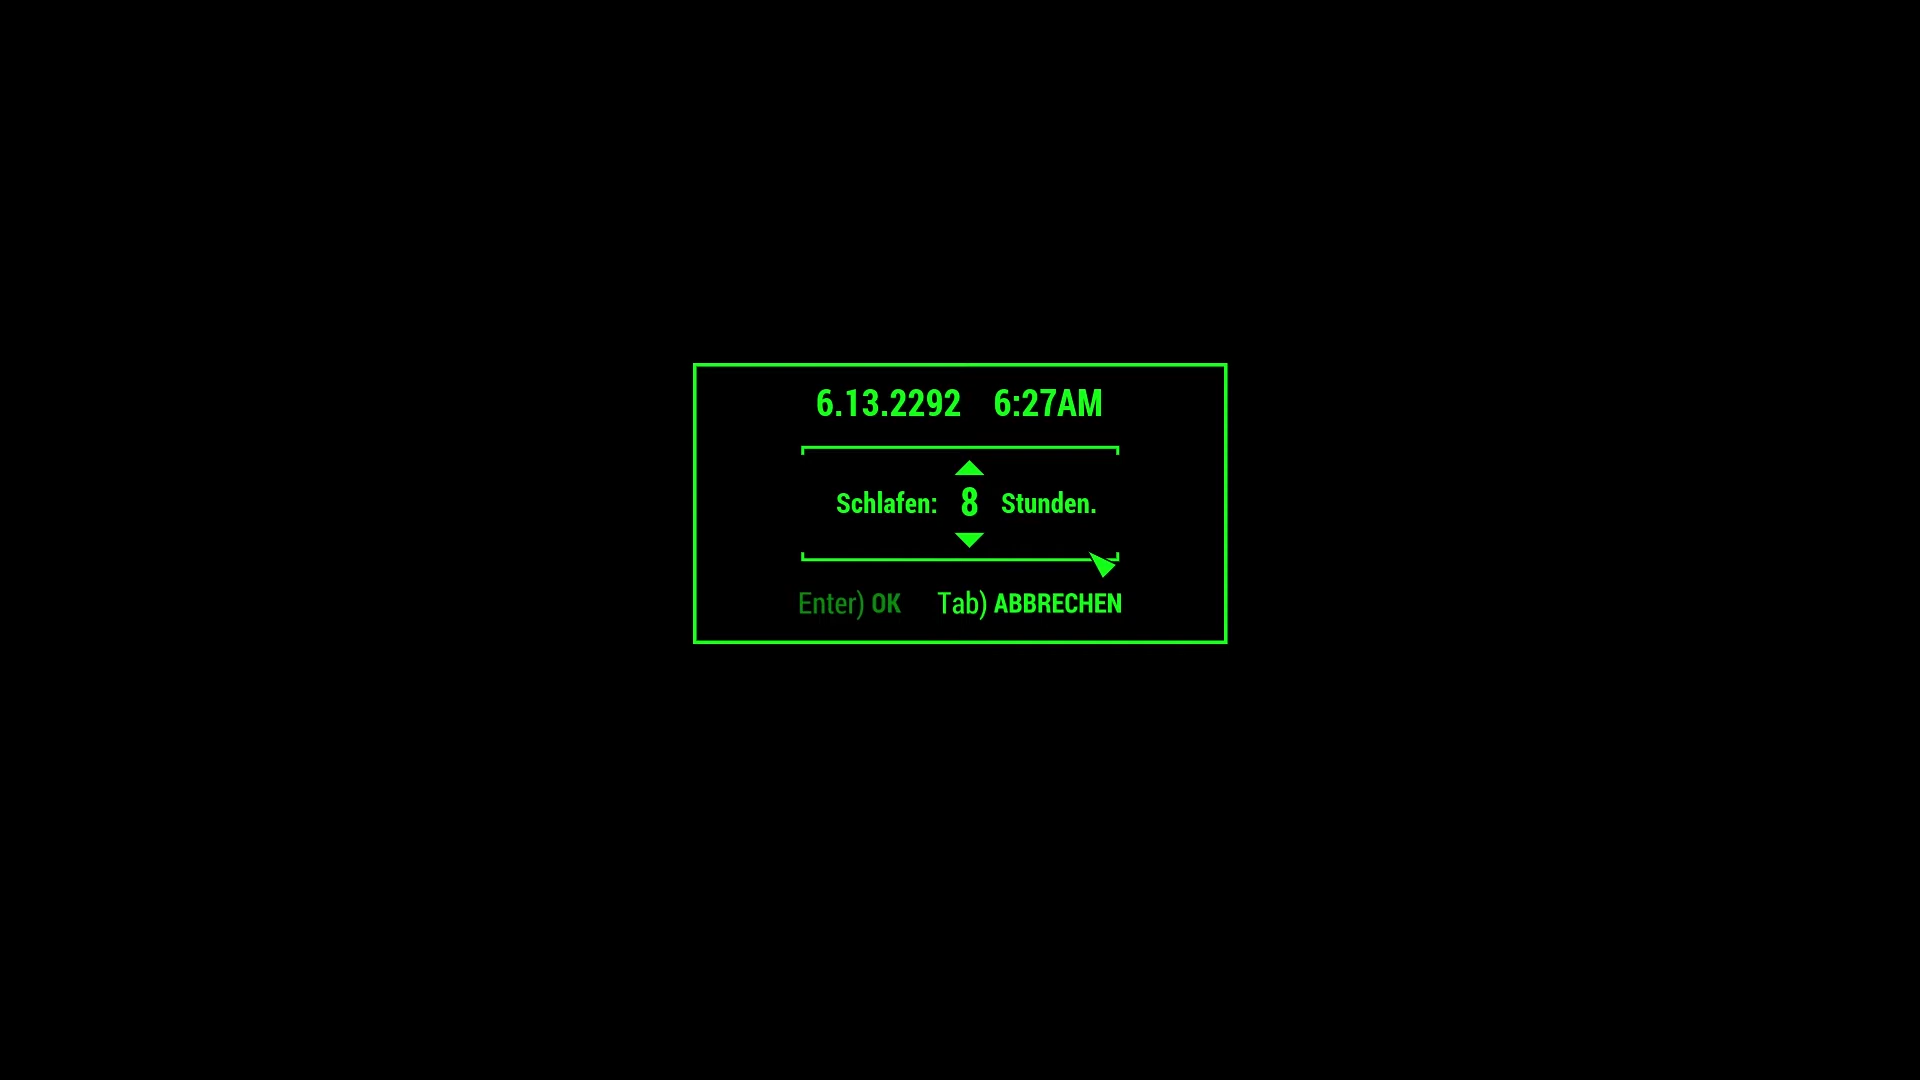 6.13.2292 6:27AM
Schlafen: 8 Stunden.
Enter) OK Tab) ABBRECHEN